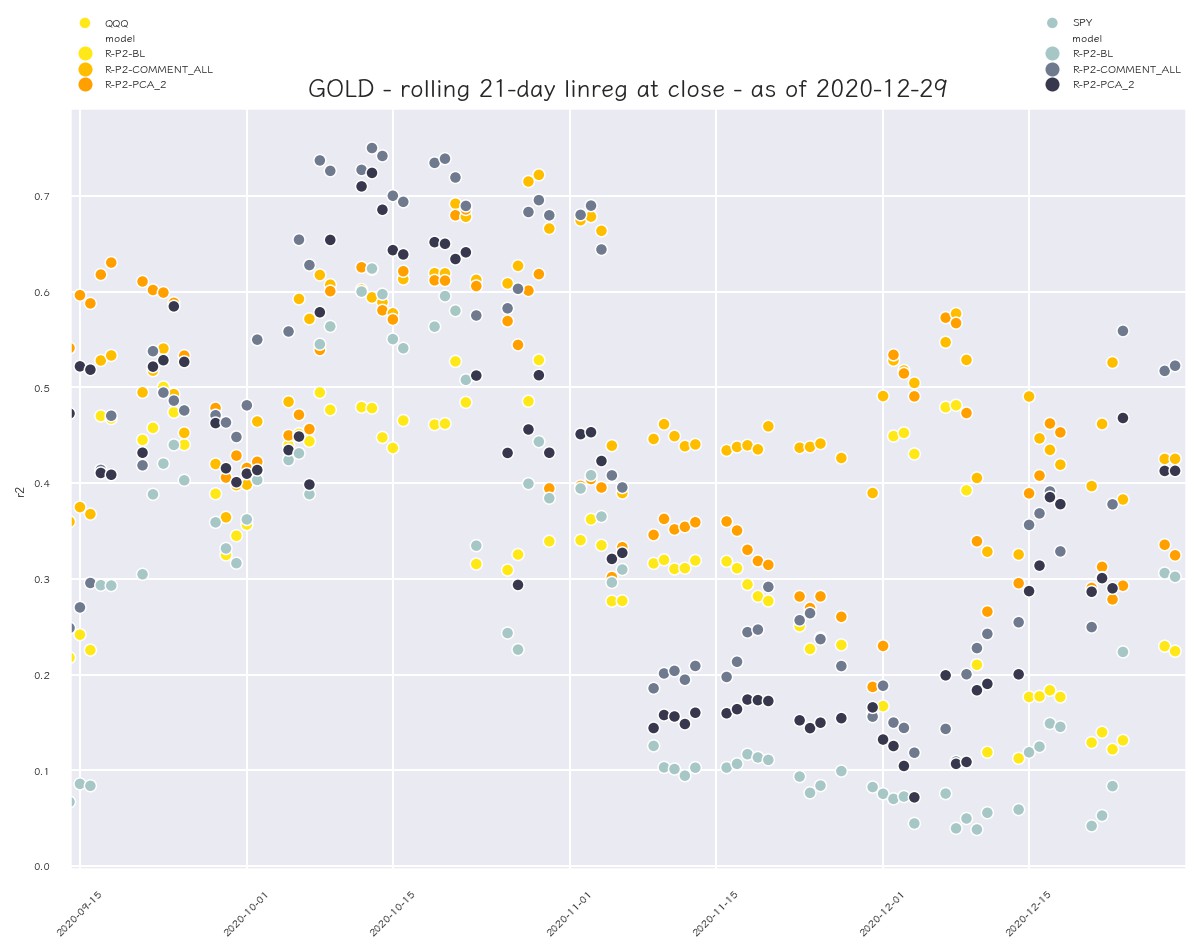 QQQ
model
R-P2-BL
R-P2-COMMENT_ALL
R-P2-PCA_2
SPY
model
R-P2-BL
R-P2-COMMENT_ALL
R-P2-PCA_2
GOLD - rolling 21-day linreg at close - as of 2020-12-29
r2
0.7
0.6
0.5
0.4
0.3
0.2
0.1
0.0
2020-09-15
2020-10-01
2020-10-15
2020-11-01
2020-11-15
2020-12-01
2020-12-15